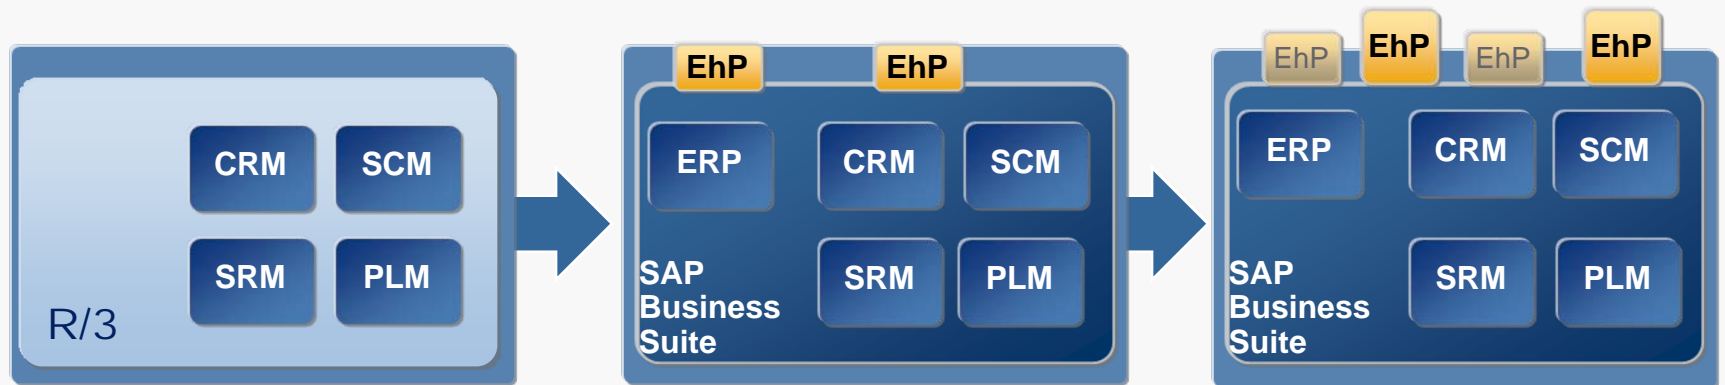 CRM
SCM
SRM
PLM
R/3
EhP
EhP
ERP
CRM
SCM
SAP
Business
Suite
SRM
PLM
EhP
EhP
EhP
EhP
ERP
CRM
SCM
SAP
Business
Suite
SRM
PLM